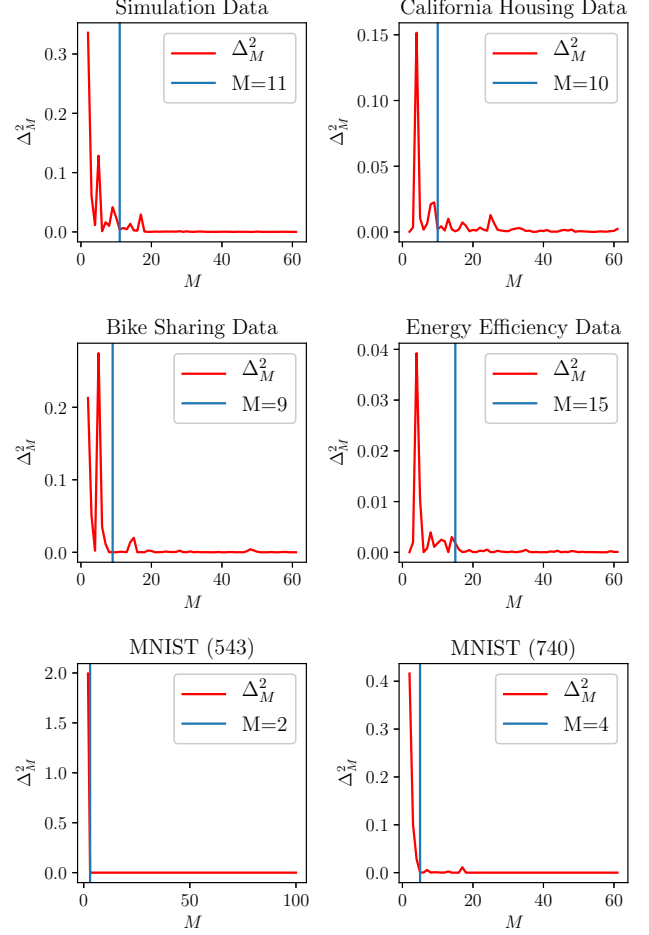 Simulation Data
0.3
0.2
0.1
0.0
Δ²_M
Δ²_M
M=11
0
20
40
60
M
California Housing Data
0.15
0.10
0.05
0.00
Δ²_M
Δ²_M
M=10
0
20
40
60
M
Bike Sharing Data
0.2
0.1
0.0
Δ²_M
Δ²_M
M=9
0
20
40
60
M
Energy Efficiency Data
0.04
0.03
0.02
0.01
0.00
Δ²_M
Δ²_M
M=15
0
20
40
60
M
MNIST (543)
2.0
1.5
1.0
0.5
0.0
Δ²_M
Δ²_M
M=2
0
50
100
M
MNIST (740)
0.4
0.3
0.2
0.1
0.0
Δ²_M
Δ²_M
M=4
0
20
40
60
M